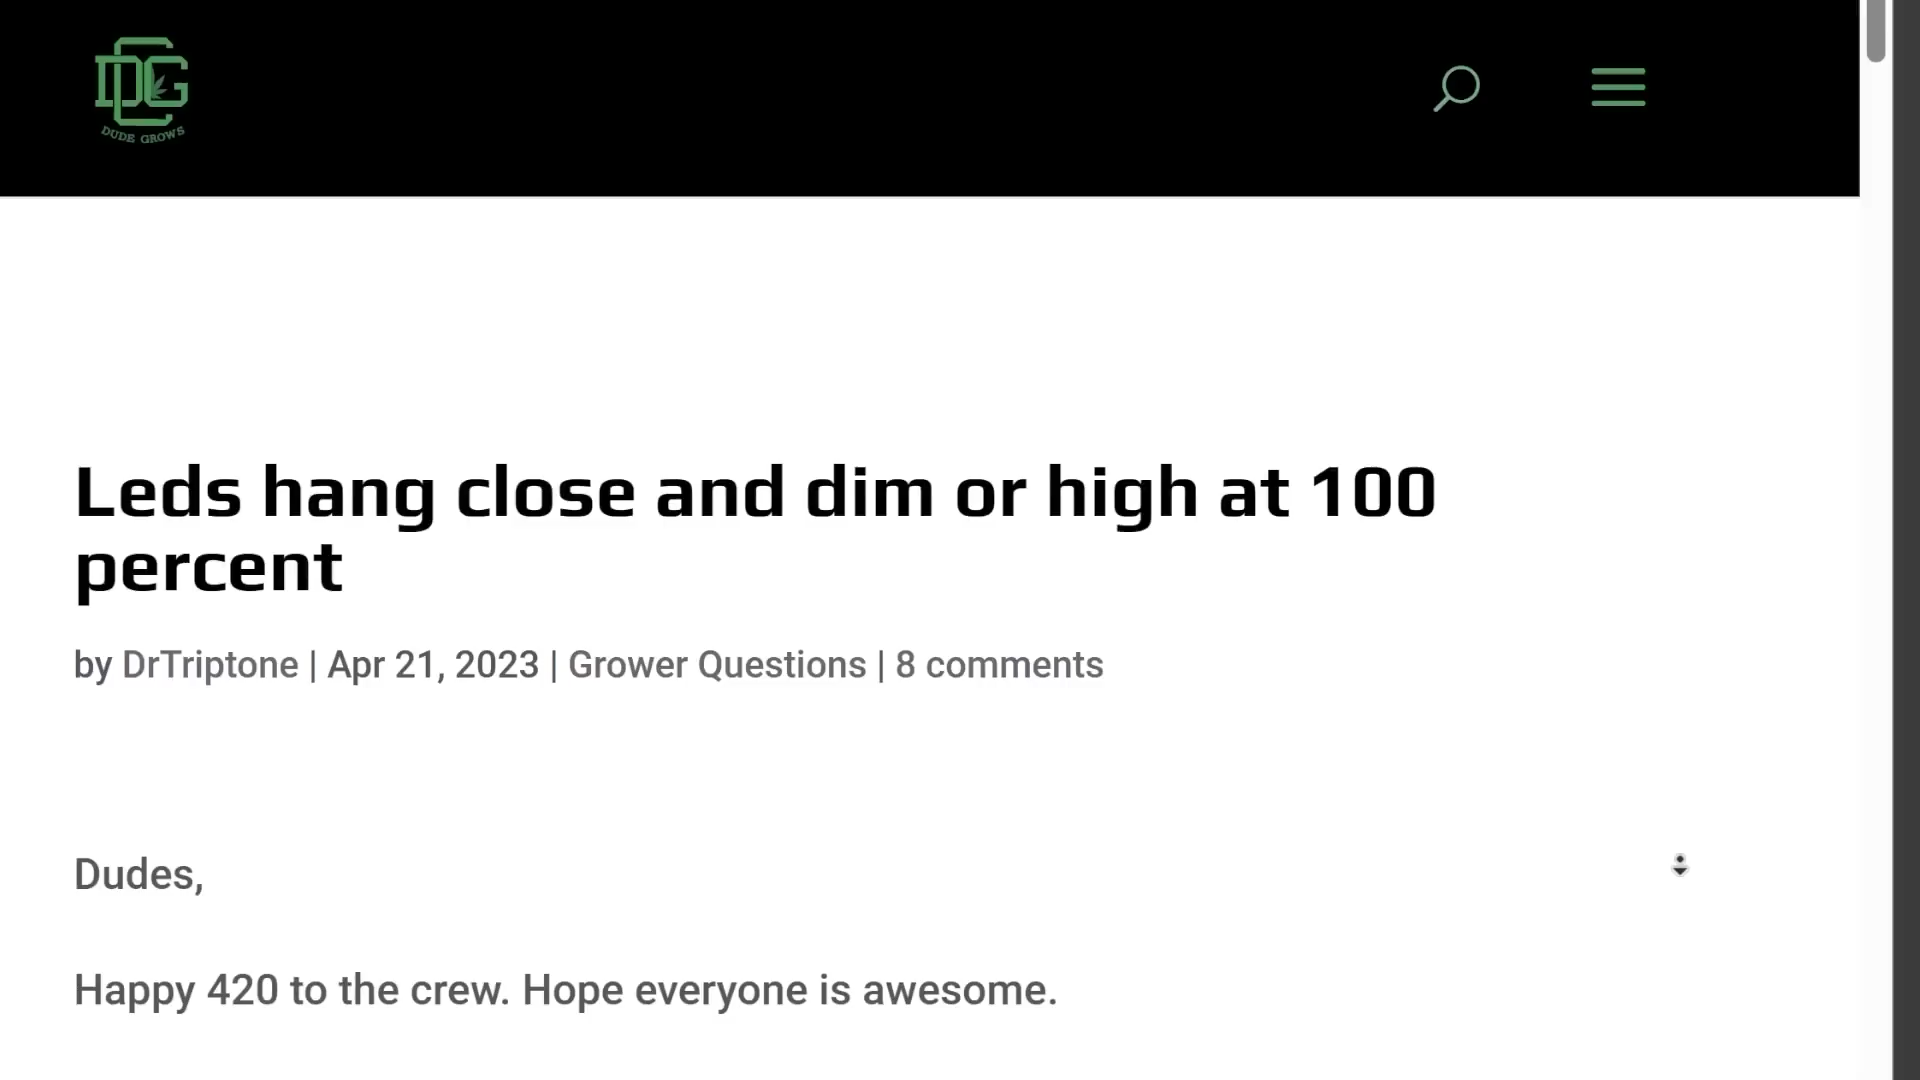 DGC
DUDE GROWS
Leds hang close and dim or high at 100
percent
by DrTriptone | Apr 21, 2023 | Grower Questions | 8 comments
Dudes,
Happy 420 to the crew. Hope everyone is awesome.